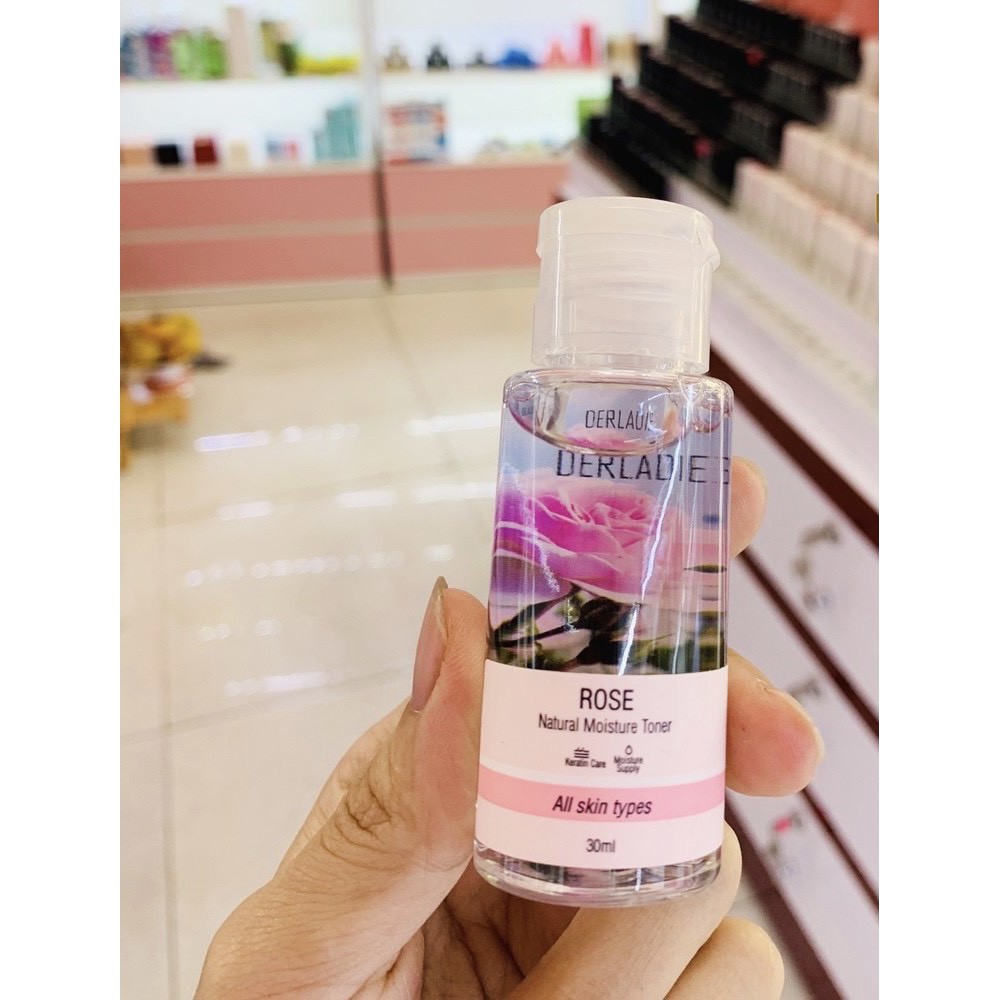 DERLADIE
DERLADIE
ROSE
Natural Moisture Toner
Keratin Care
Moisture
Supply
All skin types
30ml